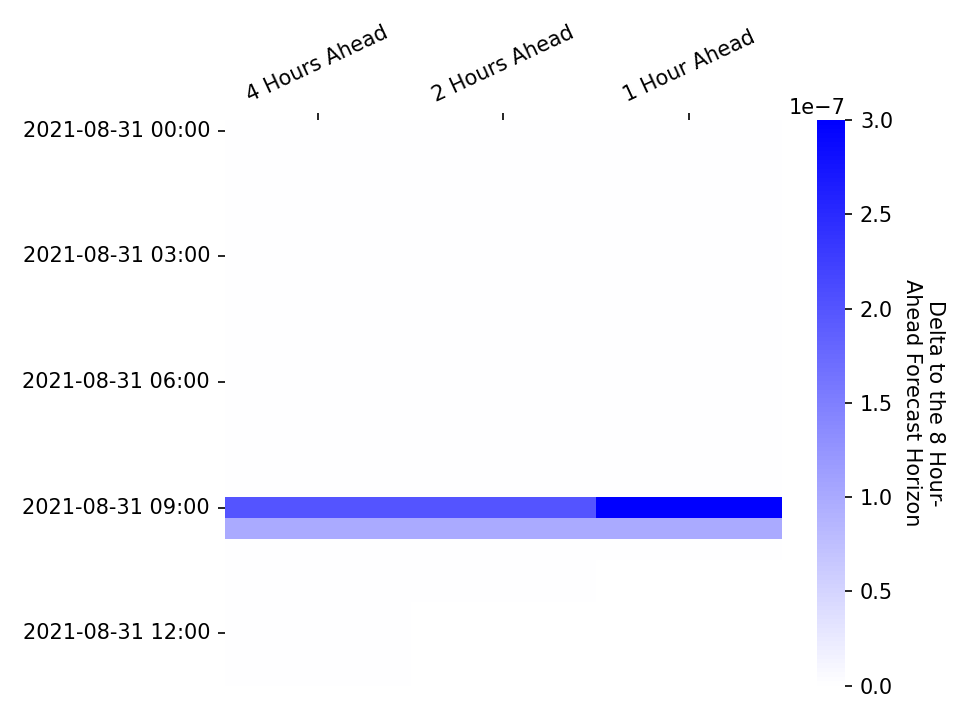 4 Hours Ahead
2 Hours Ahead
1 Hour Ahead
1e−7
2021-08-31 00:00
2021-08-31 03:00
2021-08-31 06:00
2021-08-31 09:00
2021-08-31 12:00
3.0
2.5
2.0
1.5
1.0
0.5
0.0
Delta to the 8 Hour-
Ahead Forecast Horizon